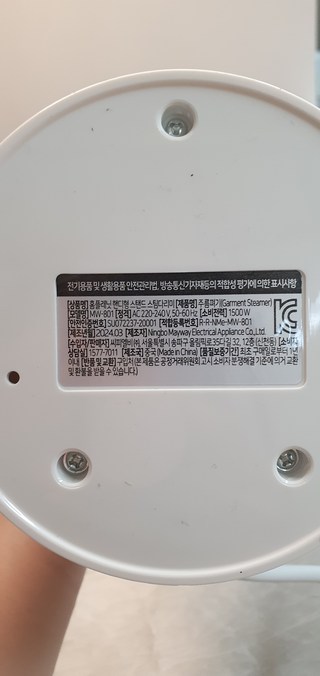 전기용품 및 생활용품 안전관리법, 방송통신기자재등의 적합성 평가에 의한 표시사항
[상품명] 홈플래닛 핸디형 스탠드 스팀다리미 [제품명] 주름펴기(Garment Steamer)
[모델명] MW-801 [정격] AC 220-240 V, 50-60 Hz [소비전력] 1500 W
[안전인증번호] SU072237-20001 [적합등록번호] R-R-NMe-MW-801
[제조년월] 2024.03 [제조자] Ningbo Mayway Electrical Appliance Co., Ltd.
[수입자/판매자] 씨피엘비㈜, 서울특별시 송파구 올림픽로35다길 32, 12층 (신천동) [소비자
상담실] 1577-7011 [제조국] 중국 (Made in China) [품질보증기간] 최초 구매일로부터 1년
이내 [반품 및 교환] 구입처(본 제품은 공정거래위원회 고시 소비자 분쟁해결 기준에 의거 교환
및 환불을 받을 수 있습니다.)